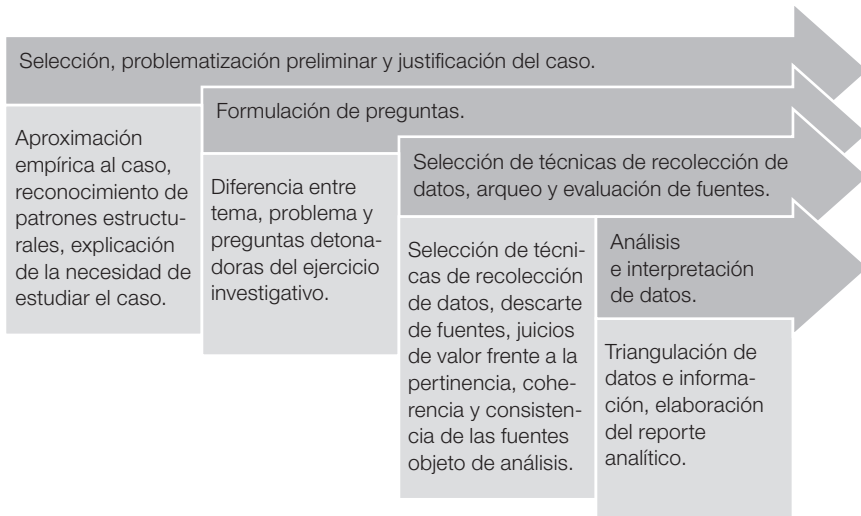 Selección, problematización preliminar y justificación del caso.
Aproximación
empírica al caso,
reconocimiento de
patrones estructu-
rales, explicación
de la necesidad de
estudiar el caso.
Formulación de preguntas.
Diferencia entre
tema, problema y
preguntas detona-
doras del ejercicio
investigativo.
Selección de técnicas de recolección de
datos, arqueo y evaluación de fuentes.
Selección de técni-
cas de recolección
de datos, descarte
de fuentes, juicios
de valor frente a la
pertinencia, cohe-
rencia y consisten-
cia de las fuentes
objeto de análisis.
Análisis
e interpretación
de datos.
Triangulación de
datos e informa-
ción, elaboración
del reporte
analítico.